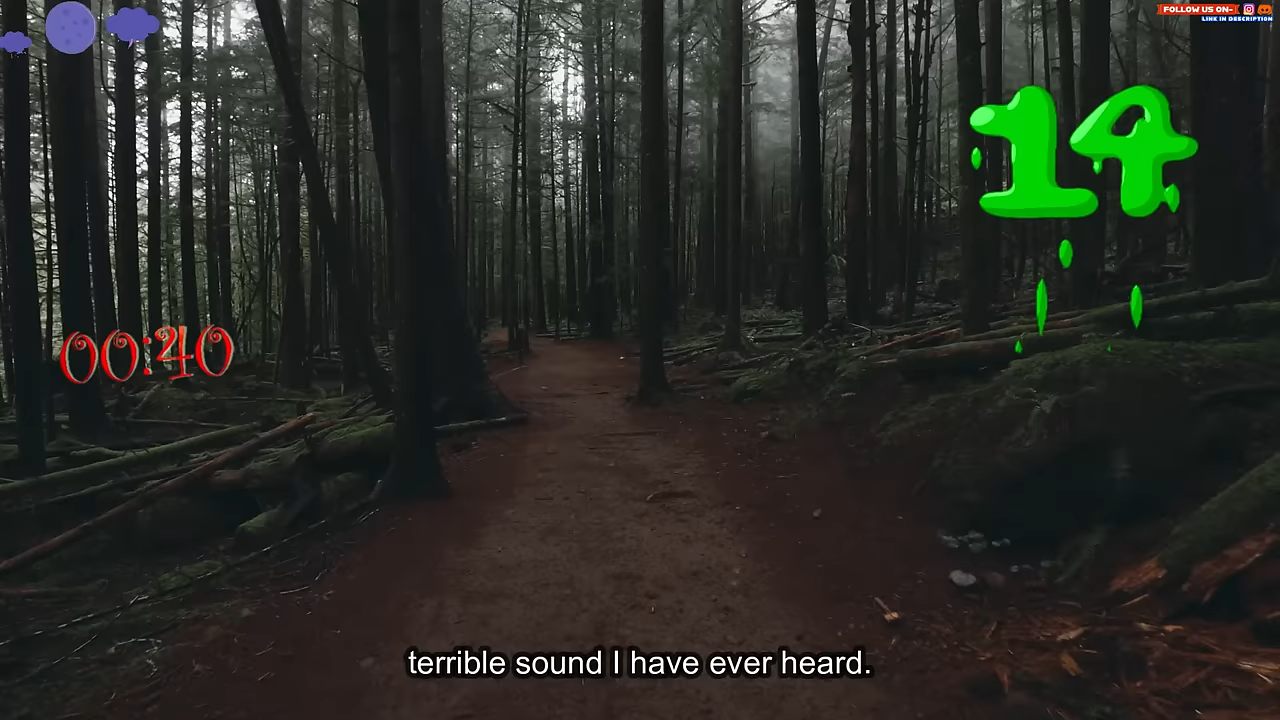 FOLLOW US ON-
LINK IN DESCRIPTION
14
00:40
terrible sound I have ever heard.